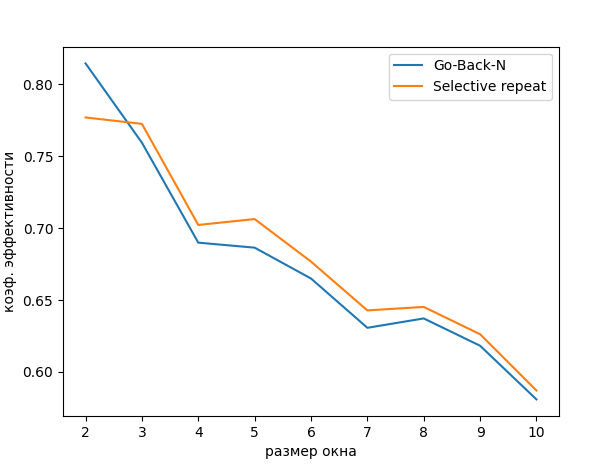 Go-Back-N
Selective repeat
коэф. эффективности
0.80
0.75
0.70
0.65
0.60
2 3 4 5 6 7 8 9 10
размер окна